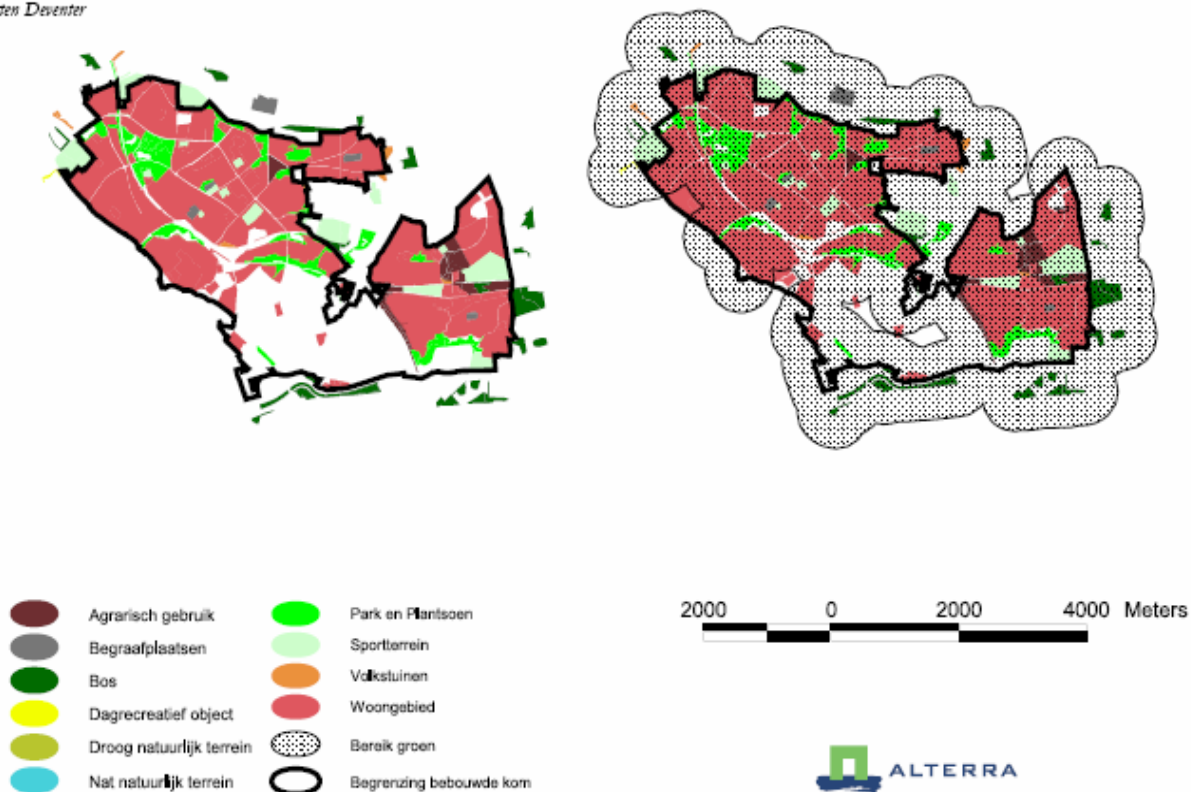 ten Deventer
Agrarisch gebruik
Begraafplaatsen
Bos
Dagrecreatief object
Droog natuurlijk terrein
Nat natuurlijk terrein
Park en Plantsoen
Sportterrein
Volkstuinen
Woongebied
Bereik groen
Begrenzing bebouwde kom
2000 0 2000 4000 Meters
ALTERRA